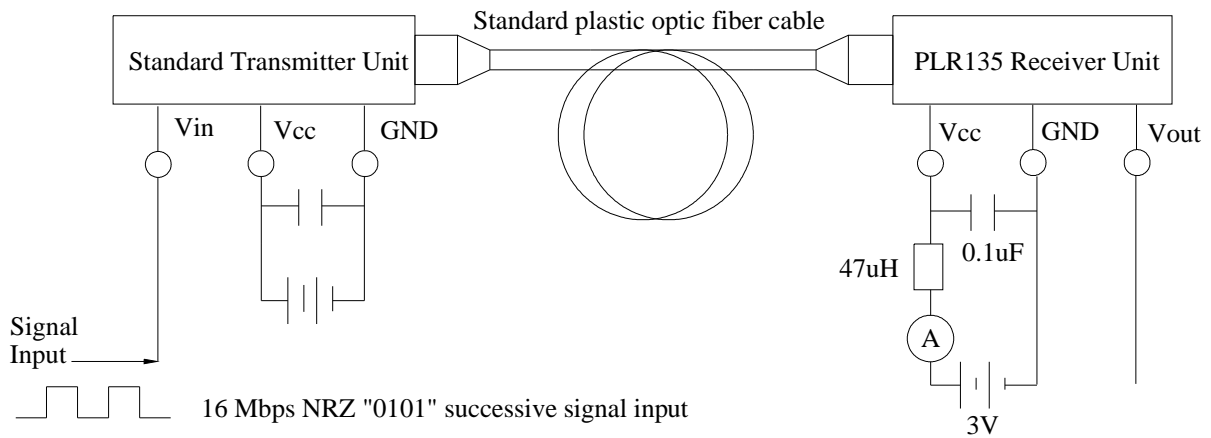 Standard plastic optic fiber cable
Standard Transmitter Unit
PLR135 Receiver Unit
Vin
Vcc
GND
Vcc
GND
Vout
0.1uF
47uH
A
Signal
Input
3V
16 Mbps NRZ "0101" successive signal input